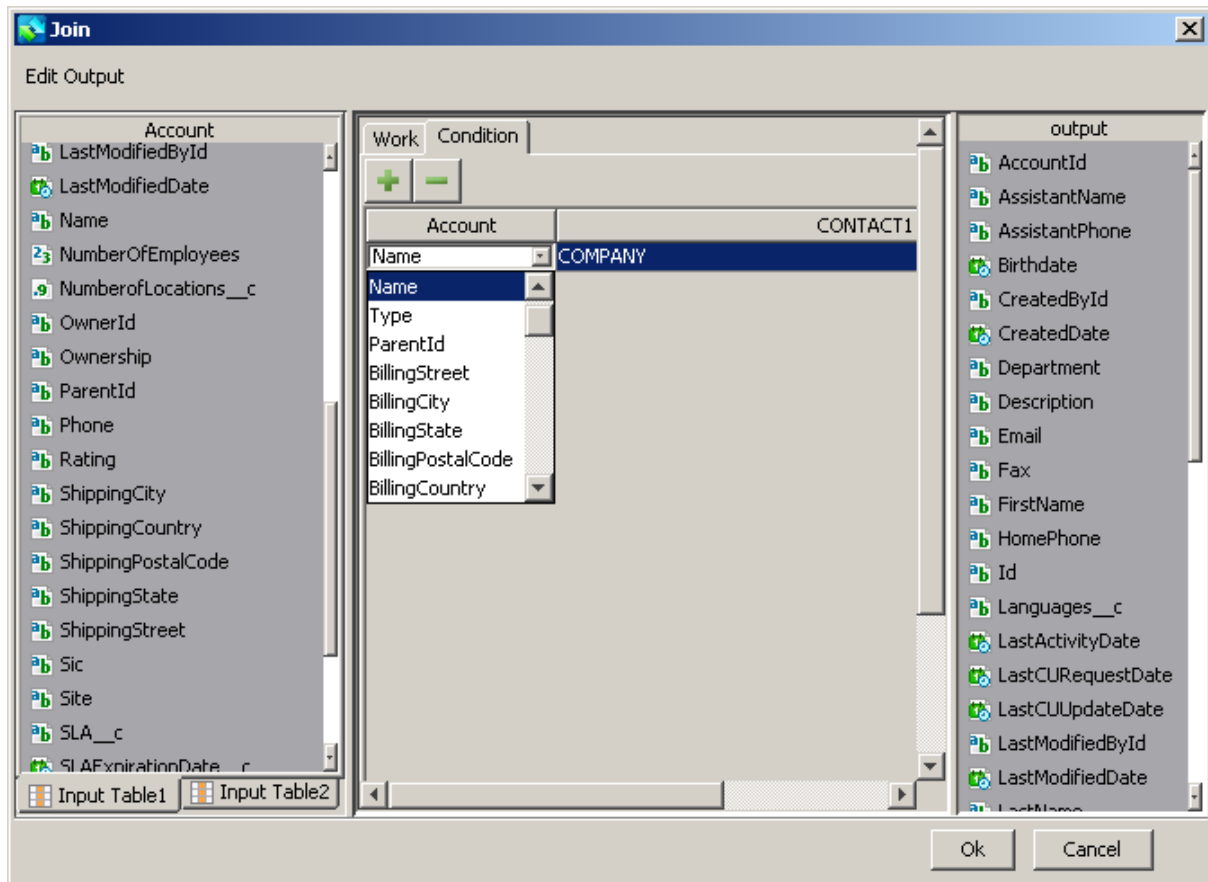 Join
Edit Output
Account
LastModifiedById
LastModifiedDate
Name
NumberOfEmployees
NumberofLocations__c
OwnerId
Ownership
ParentId
Phone
Rating
ShippingCity
ShippingCountry
ShippingPostalCode
ShippingState
ShippingStreet
Sic
Site
SLA__c
SLAExpirationDate__c
Input Table1
Input Table2
Work
Condition
Account
CONTACT1
Name
COMPANY
Name
Type
ParentId
BillingStreet
BillingCity
BillingState
BillingPostalCode
BillingCountry
output
AccountId
AssistantName
AssistantPhone
Birthdate
CreatedById
CreatedDate
Department
Description
Email
Fax
FirstName
HomePhone
Id
Languages__c
LastActivityDate
LastCURequestDate
LastCUUpdateDate
LastModifiedById
LastModifiedDate
LastName
Ok
Cancel